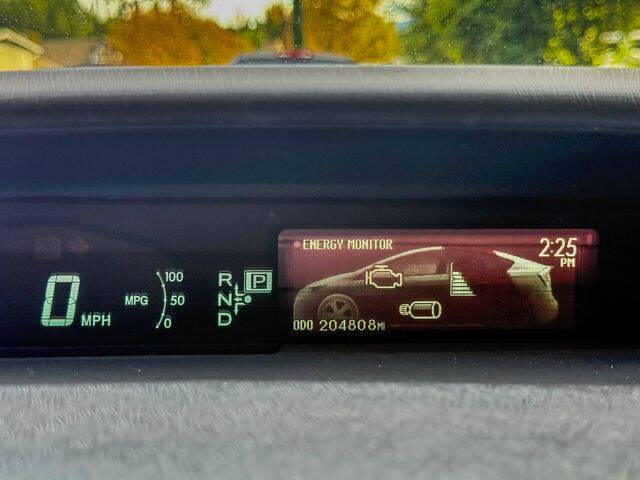 0 MPH
MPG
100
50
0
R
N
D
P
ENERGY MONITOR
2:25
PM
ODO 204808MI